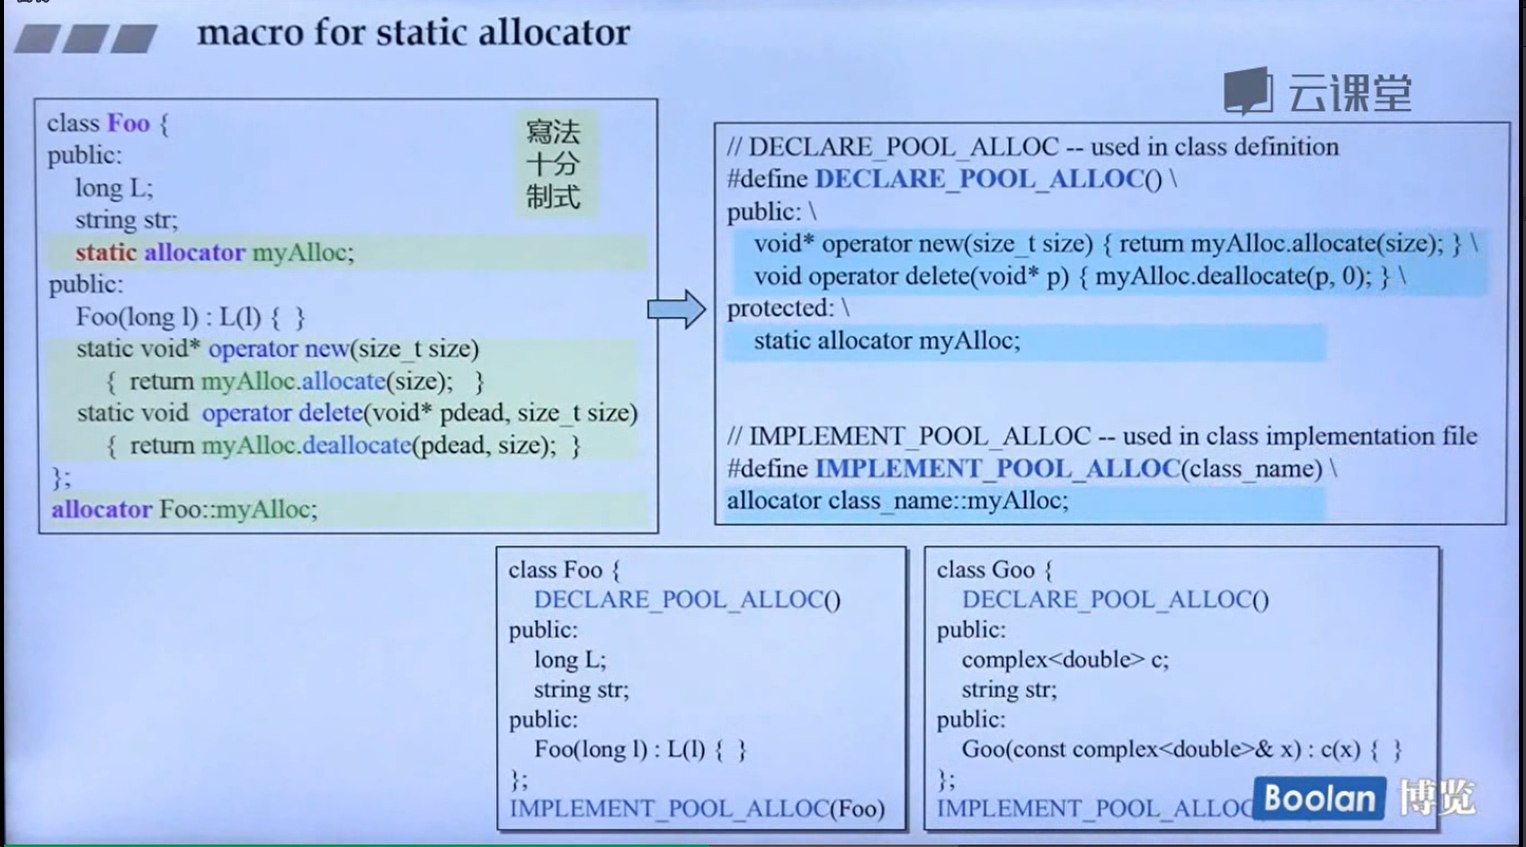 macro for static allocator
云课堂
class Foo {
public:
long L;
string str;
static allocator myAlloc;
public:
Foo(long l) : L(l) { }
static void* operator new(size_t size)
{ return myAlloc.allocate(size); }
static void operator delete(void* pdead, size_t size)
{ return myAlloc.deallocate(pdead, size); }
};
allocator Foo::myAlloc;
寫法
十分
制式
// DECLARE_POOL_ALLOC -- used in class definition
#define DECLARE_POOL_ALLOC() \
public: \
void* operator new(size_t size) { return myAlloc.allocate(size); } \
void operator delete(void* p) { myAlloc.deallocate(p, 0); } \
protected: \
static allocator myAlloc;
// IMPLEMENT_POOL_ALLOC -- used in class implementation file
#define IMPLEMENT_POOL_ALLOC(class_name) \
allocator class_name::myAlloc;
class Foo {
DECLARE_POOL_ALLOC()
public:
long L;
string str;
public:
Foo(long l) : L(l) { }
};
IMPLEMENT_POOL_ALLOC(Foo)
class Goo {
DECLARE_POOL_ALLOC()
public:
complex<double> c;
string str;
public:
Goo(const complex<double>& x) : c(x) { }
};
IMPLEMENT_POOL_ALLOC
Boolan 博览